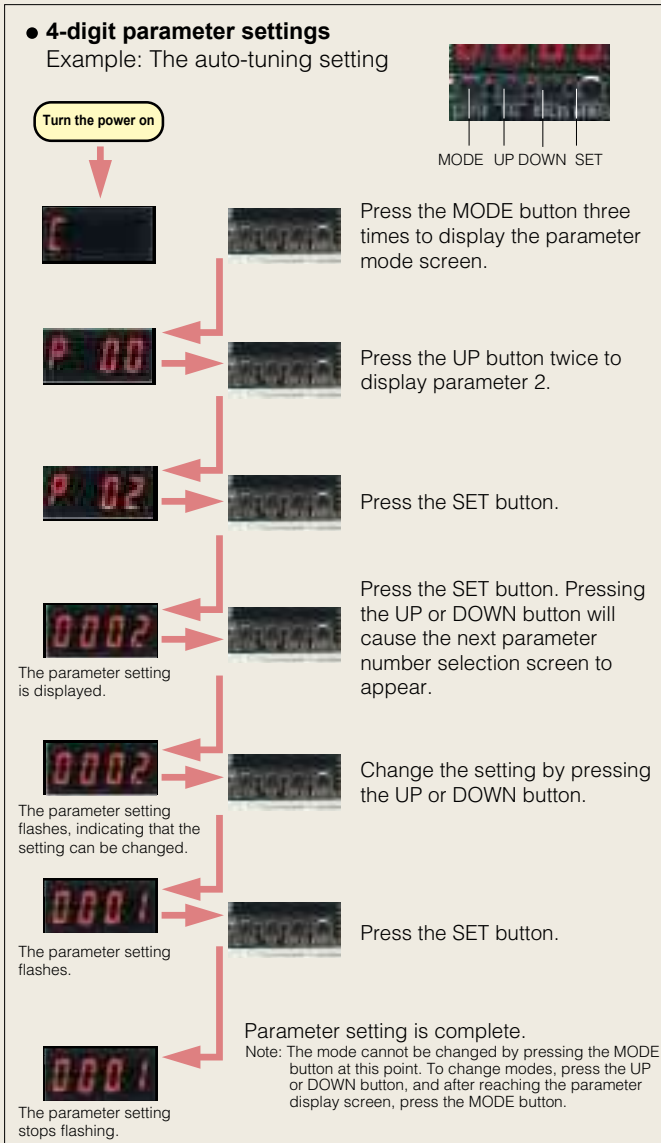 ● 4-digit parameter settings
Example: The auto-tuning setting
Turn the power on
MODE UP DOWN SET
C
Press the MODE button three
times to display the parameter
mode screen.
P 00
Press the UP button twice to
display parameter 2.
P 02
Press the SET button.
0002
The parameter setting
is displayed.
Press the SET button. Pressing
the UP or DOWN button will
cause the next parameter
number selection screen to
appear.
0002
The parameter setting
flashes, indicating that the
setting can be changed.
Change the setting by pressing
the UP or DOWN button.
0001
The parameter setting
flashes.
Press the SET button.
0001
The parameter setting
stops flashing.
Parameter setting is complete.
Note: The mode cannot be changed by pressing the MODE
button at this point. To change modes, press the UP
or DOWN button, and after reaching the parameter
display screen, press the MODE button.